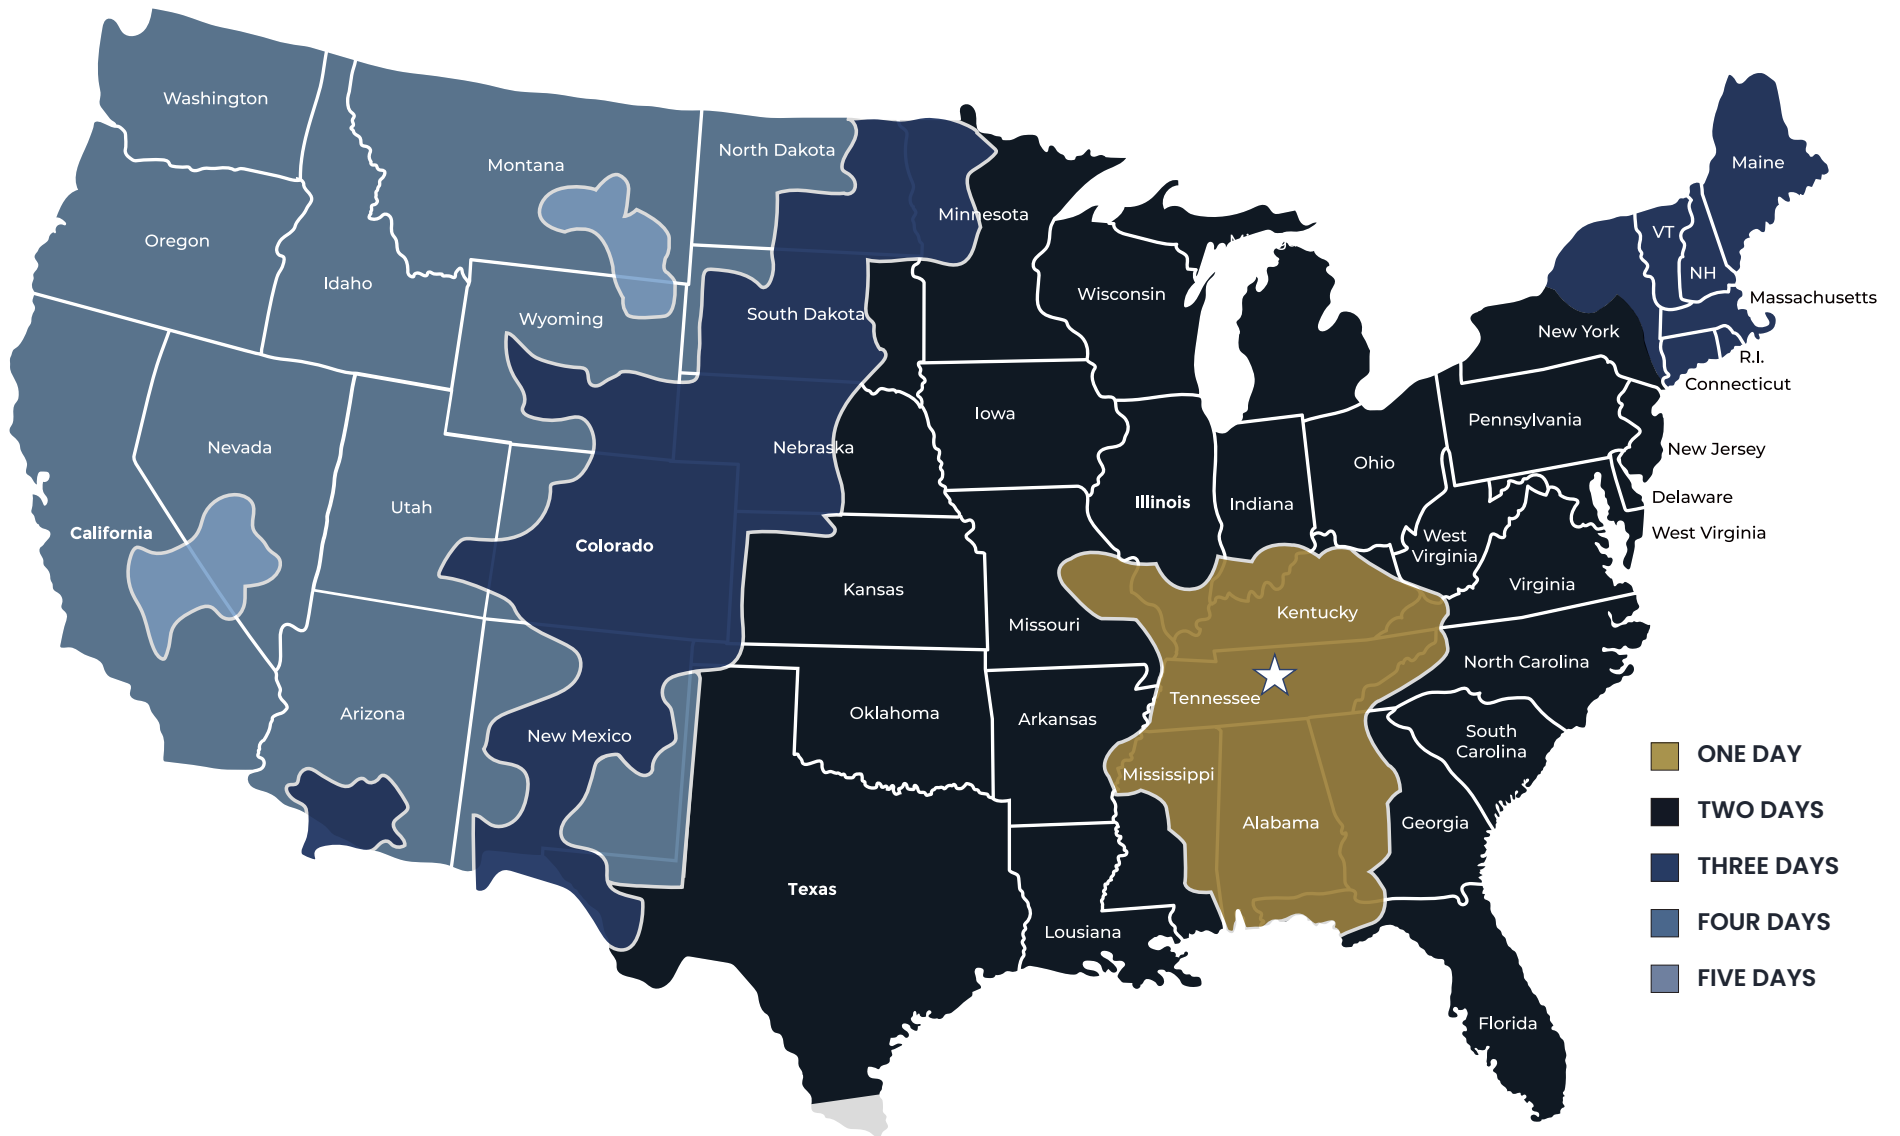 Washington
Montana
North Dakota
Minnesota
Maine
Oregon
Idaho
VT
NH
Wyoming
South Dakota
Wisconsin
Massachusetts
New York
R.I.
Connecticut
Nevada
Nebraska
Iowa
Pennsylvania
New Jersey
Utah
Illinois
Indiana
Ohio
Delaware
California
Colorado
West
Virginia
West Virginia
Kansas
Missouri
Kentucky
Virginia
Arizona
New Mexico
Oklahoma
Arkansas
Tennessee
North Carolina
South
Carolina
Mississippi
Alabama
Georgia
Texas
Lousiana
Florida
ONE DAY
TWO DAYS
THREE DAYS
FOUR DAYS
FIVE DAYS